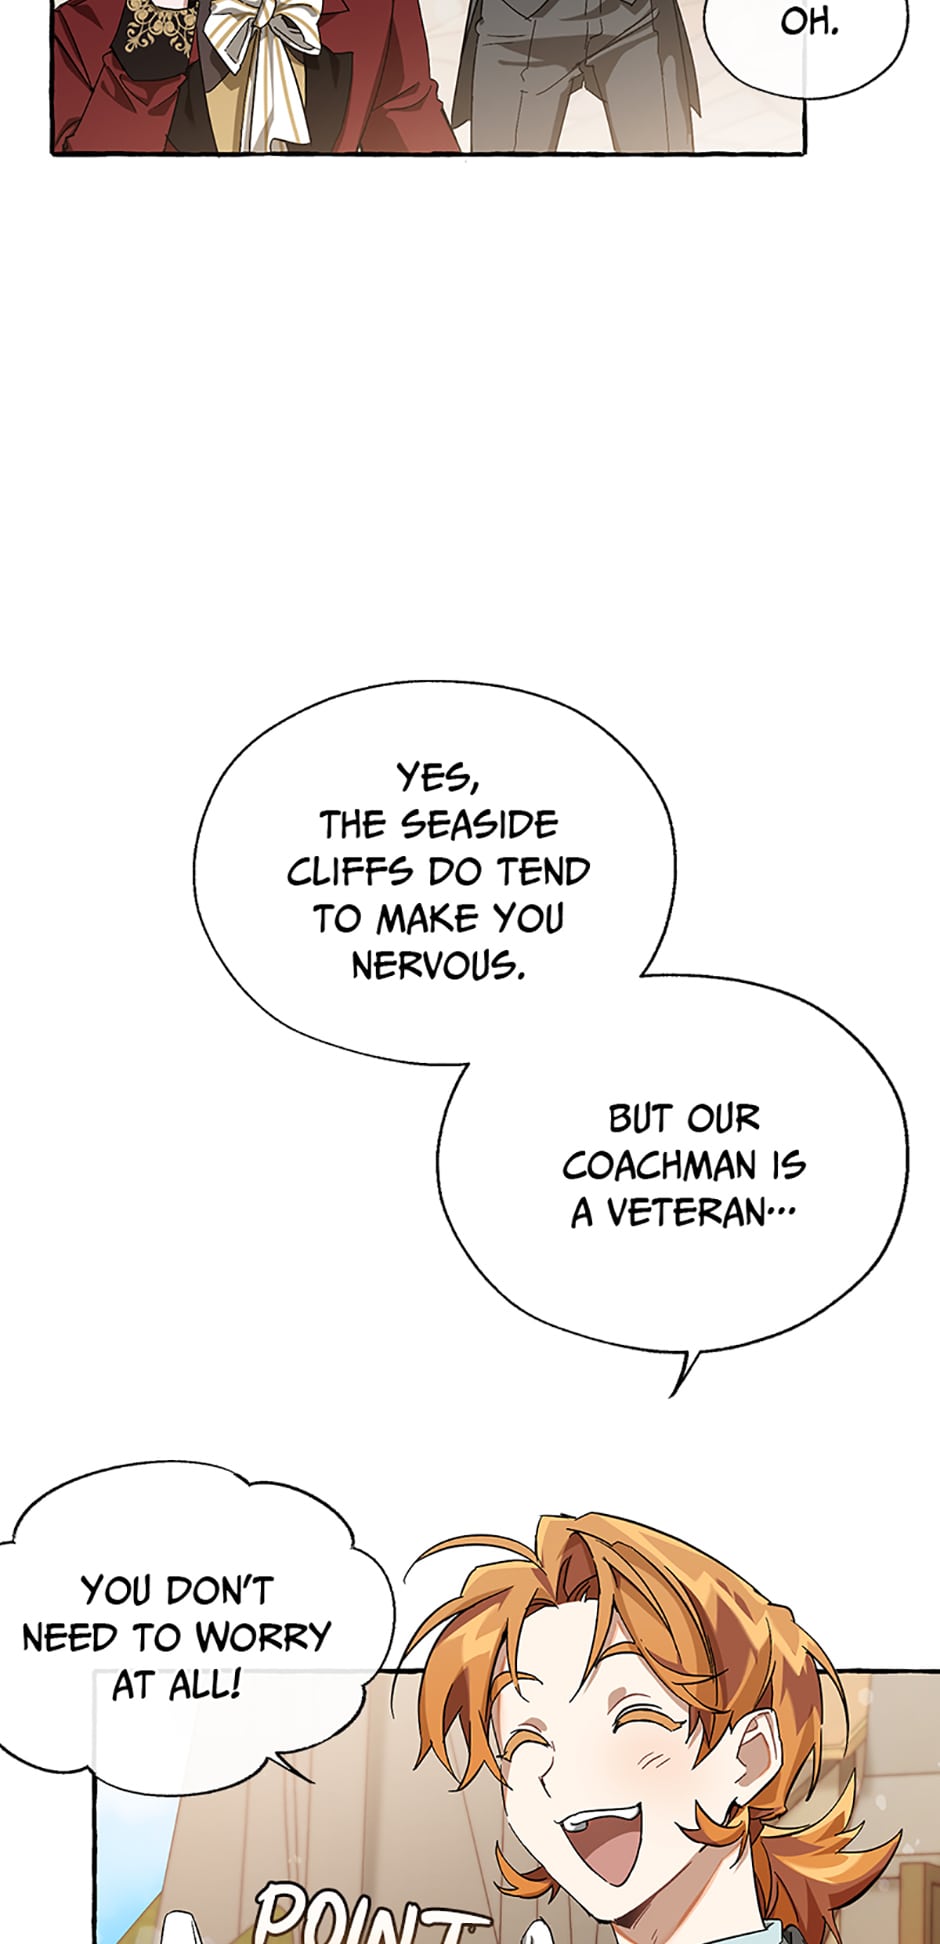 OH.
YES,
THE SEASIDE
CLIFFS DO TEND
TO MAKE YOU
NERVOUS.
BUT OUR
COACHMAN IS
A VETERAN...
YOU DON'T
NEED TO WORRY
AT ALL!
POINT